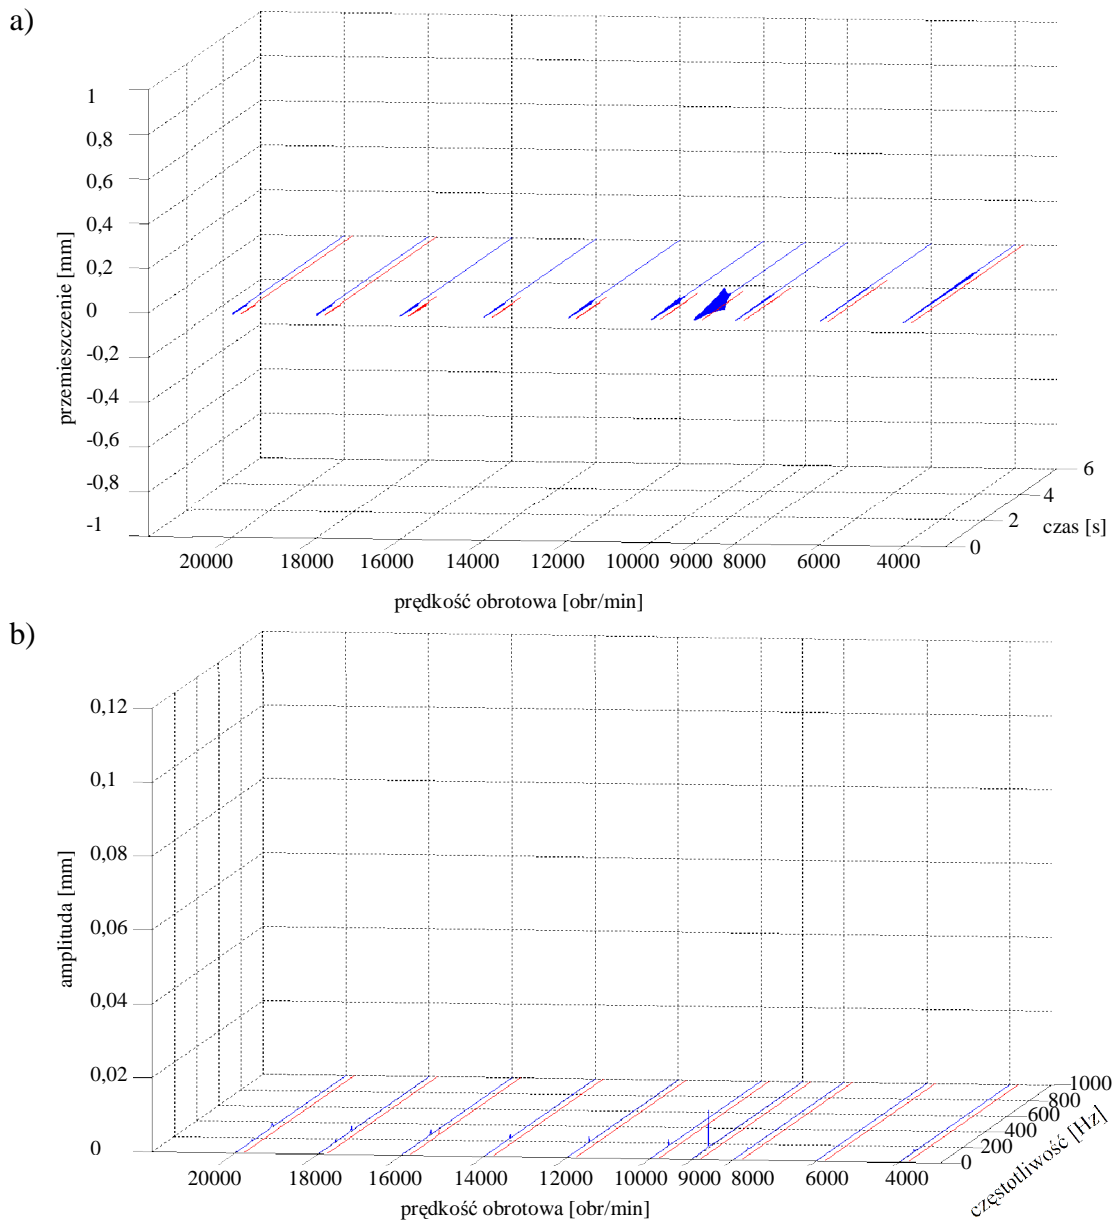 a)
1
0,8
0,6
0,4
0,2
0
-0,2
-0,4
-0,6
-0,8
-1
przemieszczenie [mm]
6
4
2
0
czas [s]
20000 18000 16000 14000 12000 10000 9000 8000 6000 4000
prędkość obrotowa [obr/min]
b)
0,12
0,1
0,08
0,06
0,04
0,02
0
amplituda [mm]
1000
800
600
400
200
0
częstotliwość [Hz]
20000 18000 16000 14000 12000 10000 9000 8000 6000 4000
prędkość obrotowa [obr/min]